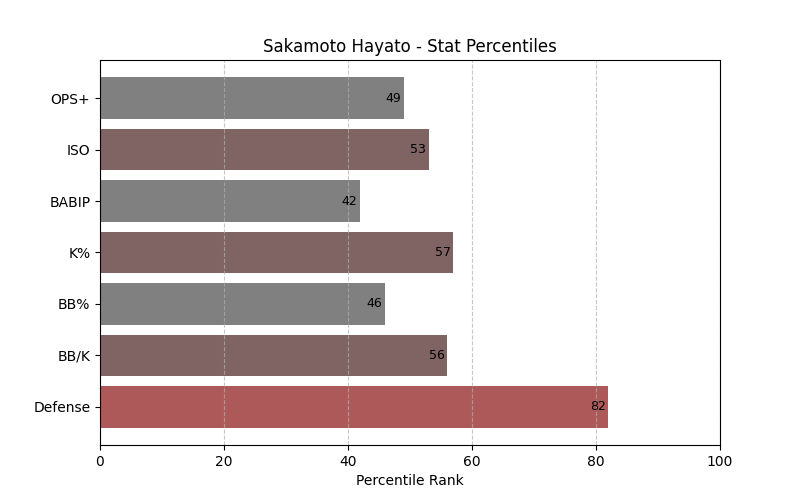 Sakamoto Hayato - Stat Percentiles
OPS+ 49
ISO 53
BABIP 42
K% 57
BB% 46
BB/K 56
Defense 82
0 20 40 60 80 100
Percentile Rank